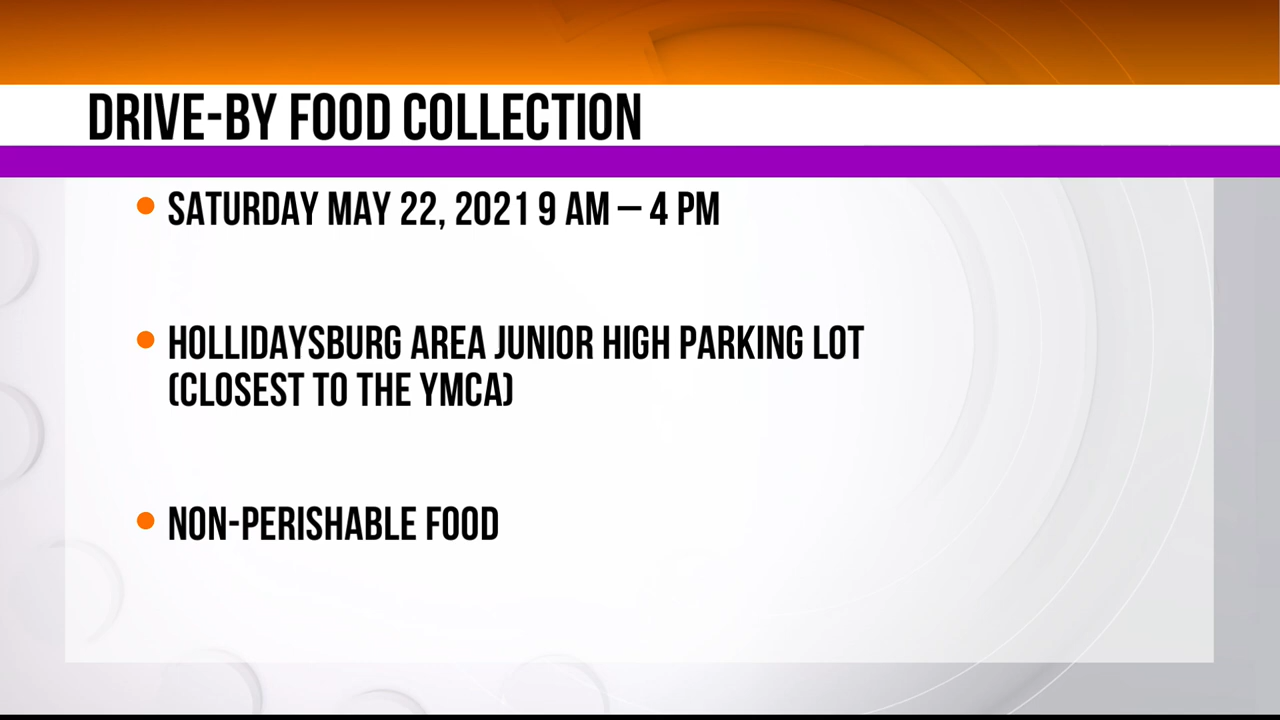 DRIVE-BY FOOD COLLECTION
SATURDAY MAY 22, 2021 9 AM – 4 PM
HOLLIDAYSBURG AREA JUNIOR HIGH PARKING LOT
(CLOSEST TO THE YMCA)
NON-PERISHABLE FOOD